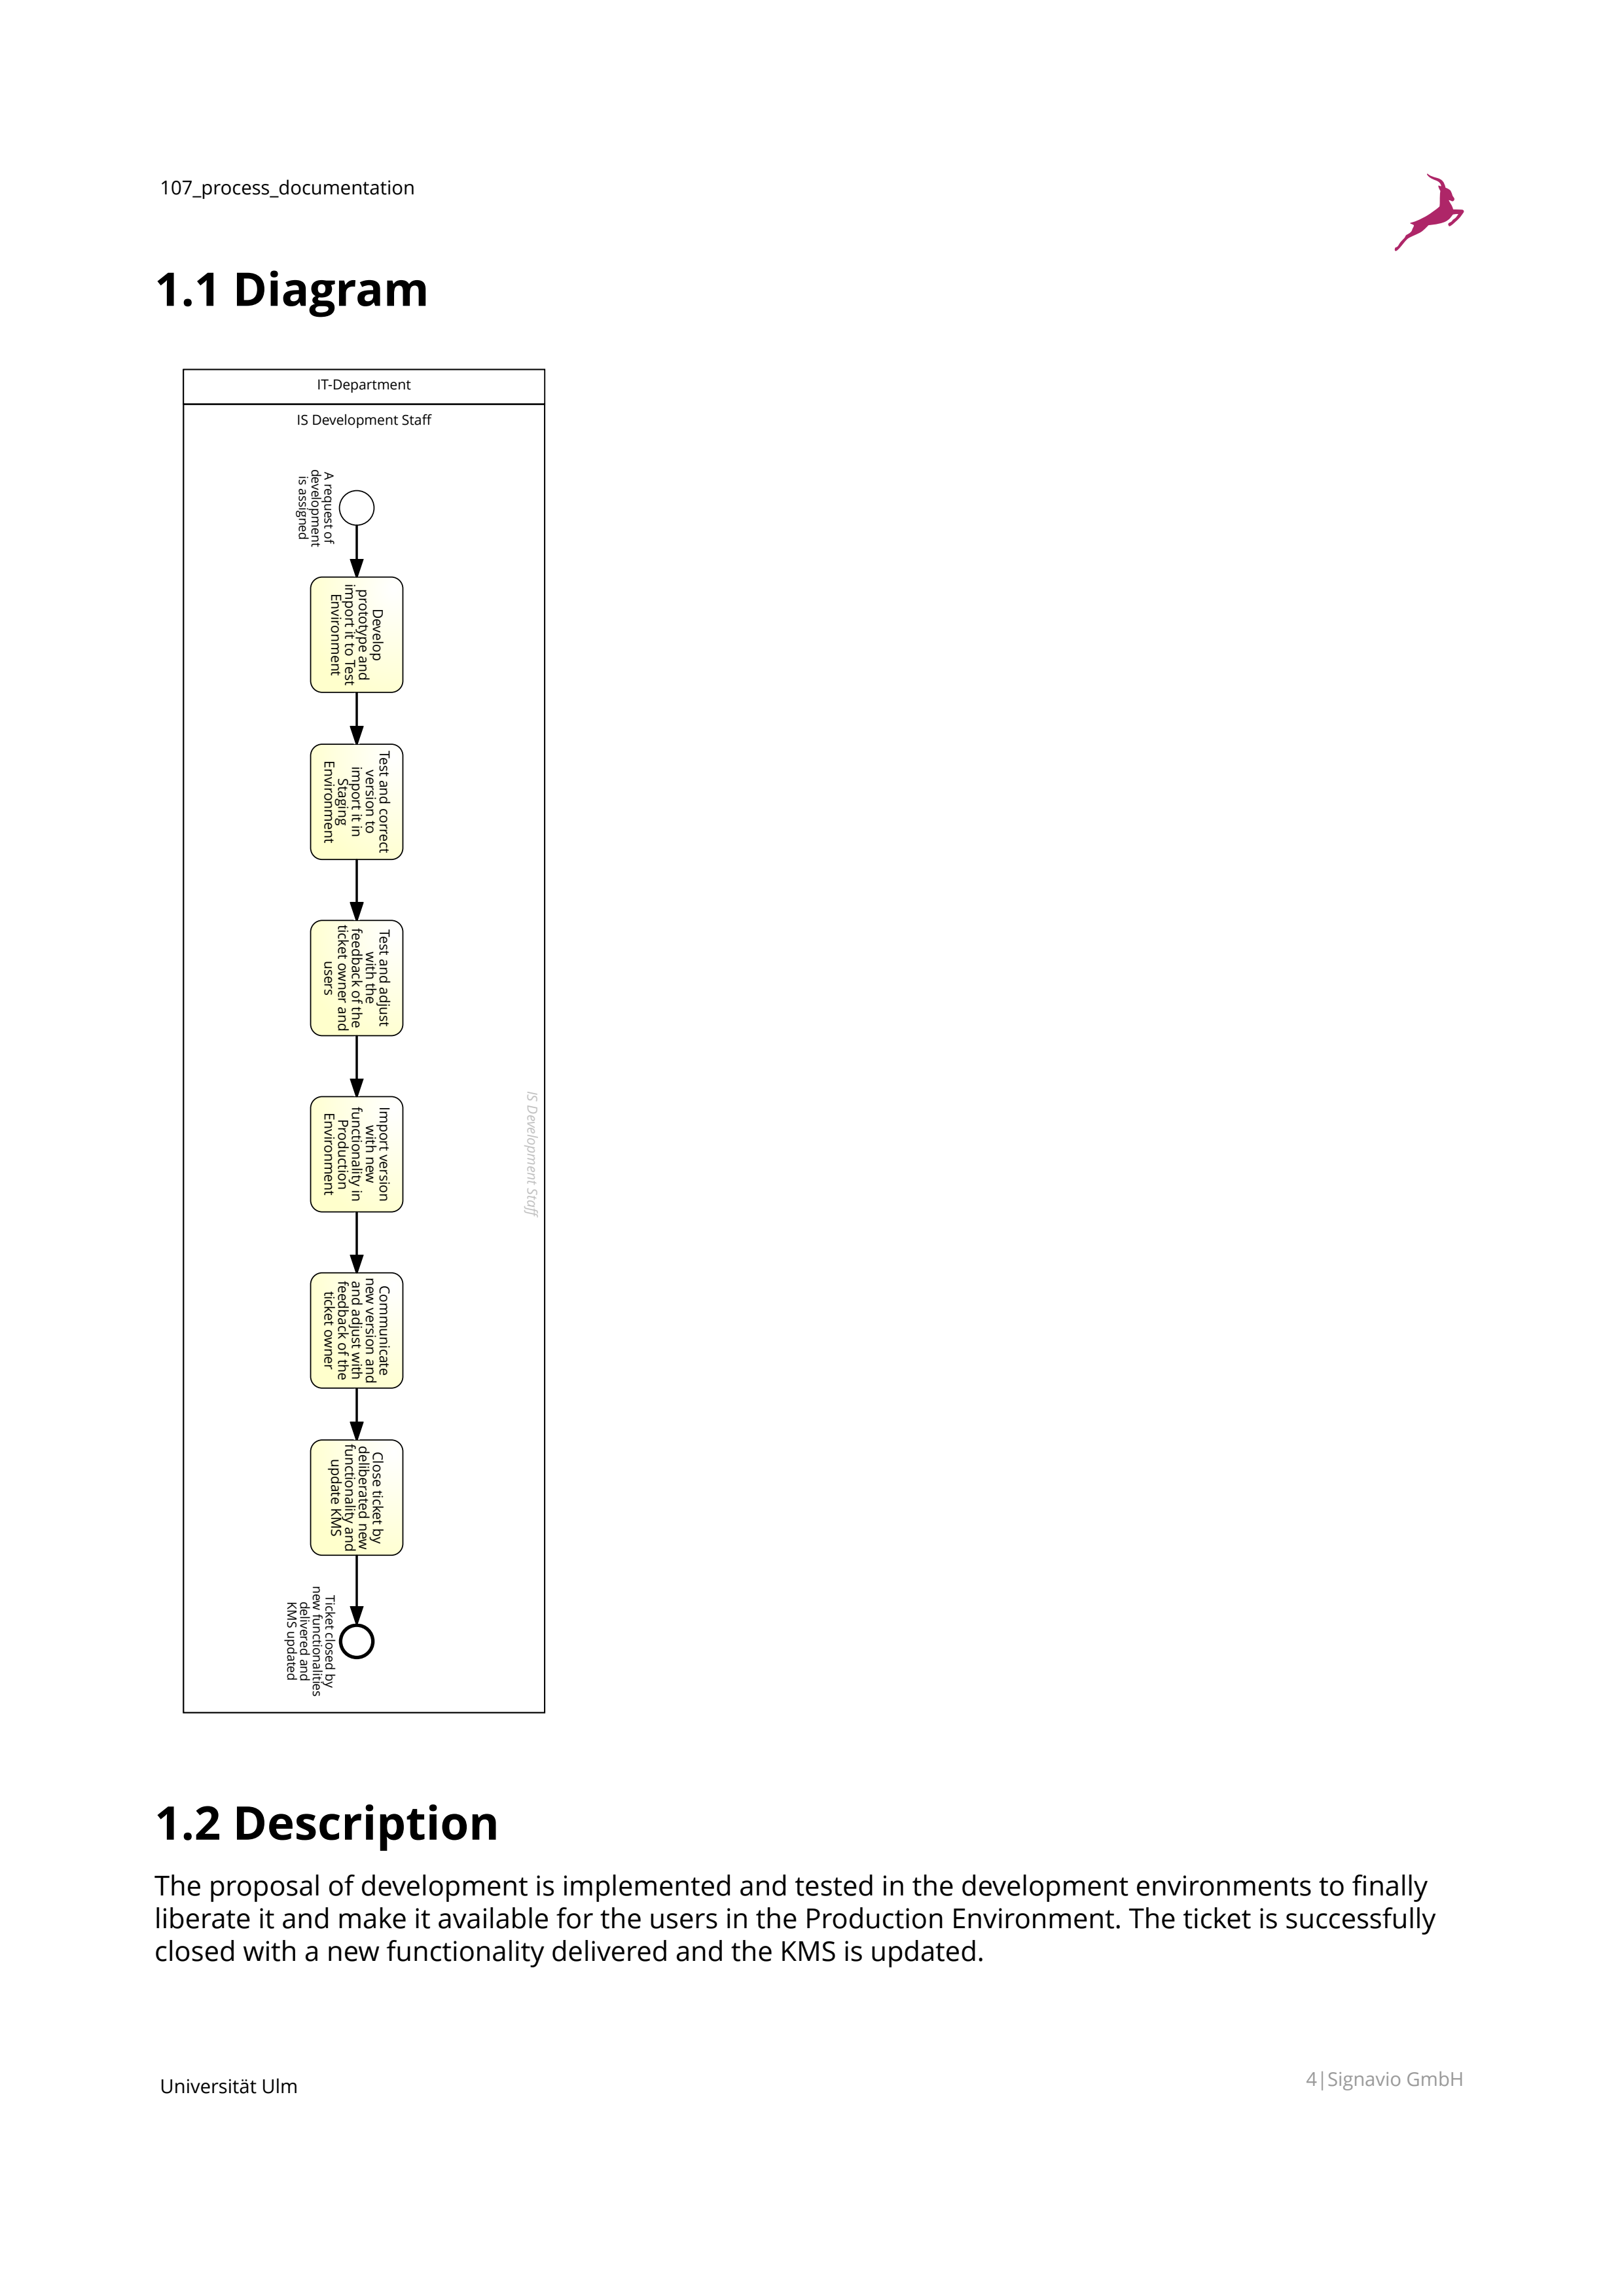 107_process_documentation
1.1 Diagram
IT-Department
IS Development Staff
A request of
development
is assigned
Develop
prototype and
import it to Test
Environment
Test and correct
version to
import it in
Staging
Environment
Test and adjust
with the
feedback of the
ticket owner and
users
Import version
with new
functionality in
Production
Environment
IS Development Staff
Communicate
new version and
and adjust with
feedback of the
ticket owner
Close ticket by
deliberated new
functionality and
update KMS
Ticket closed by
new functionalities
delivered and
KMS updated
1.2 Description
The proposal of development is implemented and tested in the development environments to finally
liberate it and make it available for the users in the Production Environment. The ticket is successfully
closed with a new functionality delivered and the KMS is updated.
Universität Ulm
4|Signavio GmbH